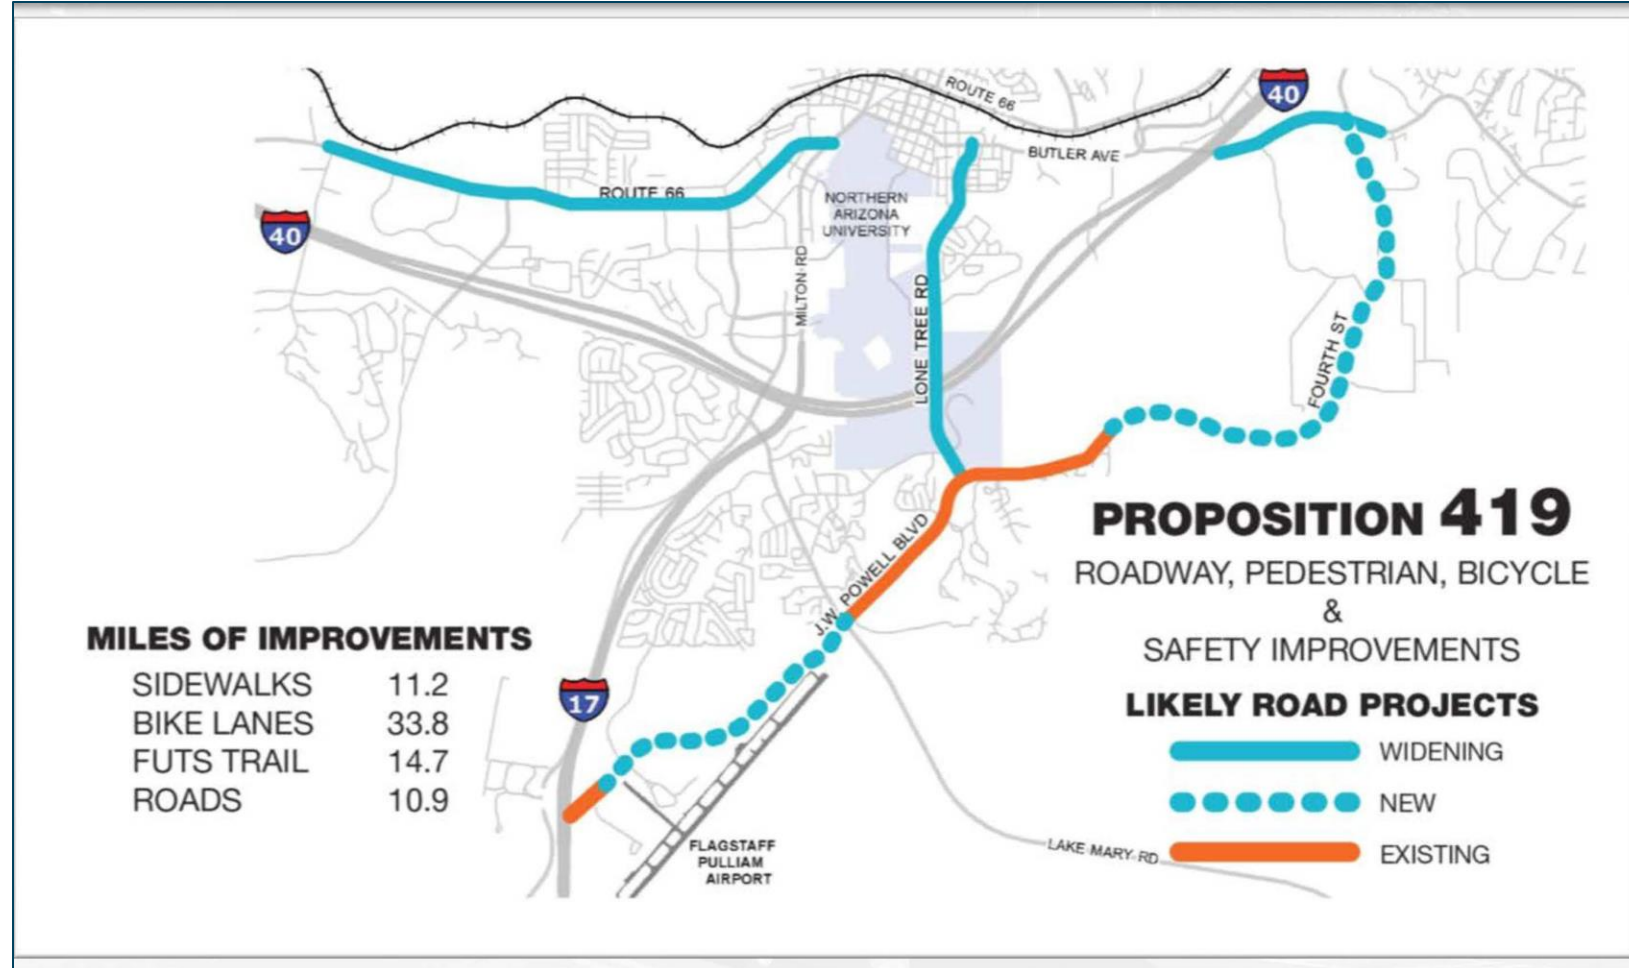 ROUTE 66
40
BUTLER AVE
ROUTE 66
NORTHERN
ARIZONA
UNIVERSITY
40
MILTON RD
LONE TREE RD
FOURTH ST
J.W. POWELL BLVD
PROPOSITION 419
ROADWAY, PEDESTRIAN, BICYCLE
&
SAFETY IMPROVEMENTS
LIKELY ROAD PROJECTS
WIDENING
NEW
EXISTING
MILES OF IMPROVEMENTS
SIDEWALKS 11.2
BIKE LANES 33.8
FUTS TRAIL 14.7
ROADS 10.9
17
FLAGSTAFF
PULLIAM
AIRPORT
LAKE MARY RD